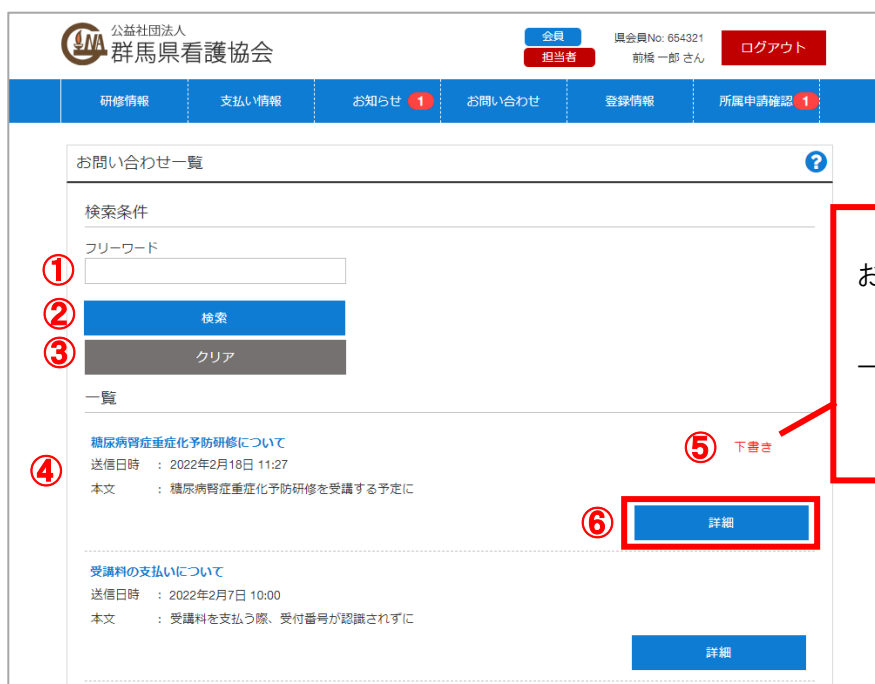 公益社団法人
群馬県看護協会
会員
担当者
県会員No: 654321
前橋 一郎 さん
ログアウト
研修情報 支払い情報 お知らせ 1 お問い合わせ 登録情報 所属申請確認 1
お問い合わせ一覧
?
検索条件
フリーワード
①
② 検索
③ クリア
一覧
糖尿病腎症重症化予防研修について
⑤ 下書き
④ 送信日時 : 2022年2月18日 11:27
本文 : 糖尿病腎症重症化予防研修を受講する予定に
⑥ 詳細
受講料の支払いについて
送信日時 : 2022年2月7日 10:00
本文 : 受講料を支払う際、受付番号が認識されずに
詳細
お